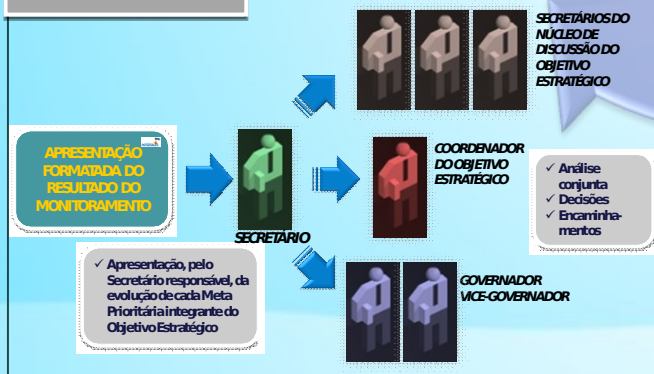 SECRETÁRIOS DO
NÚCLEO DE
DISCUSSÃO DO
OBJETIVO
ESTRATÉGICO
APRESENTAÇÃO
FORMATADA DO
RESULTADO DO
MONITORAMENTO
SECRETÁRIO
COORDENADOR
DO OBJETIVO
ESTRATÉGICO
✓ Análise
conjunta
✓ Decisões
✓ Encaminha-
mentos
✓ Apresentação, pelo
Secretário responsável, da
evolução de cada Meta
Prioritária integrante do
Objetivo Estratégico
GOVERNADOR
VICE-GOVERNADOR